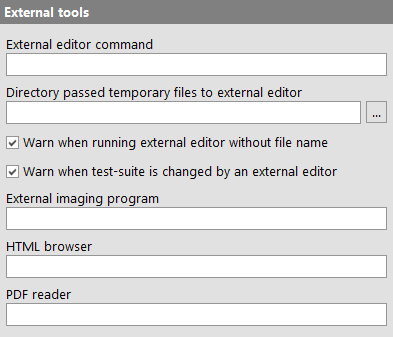 External tools
External editor command
Directory passed temporary files to external editor
...
Warn when running external editor without file name
Warn when test-suite is changed by an external editor
External imaging program
HTML browser
PDF reader